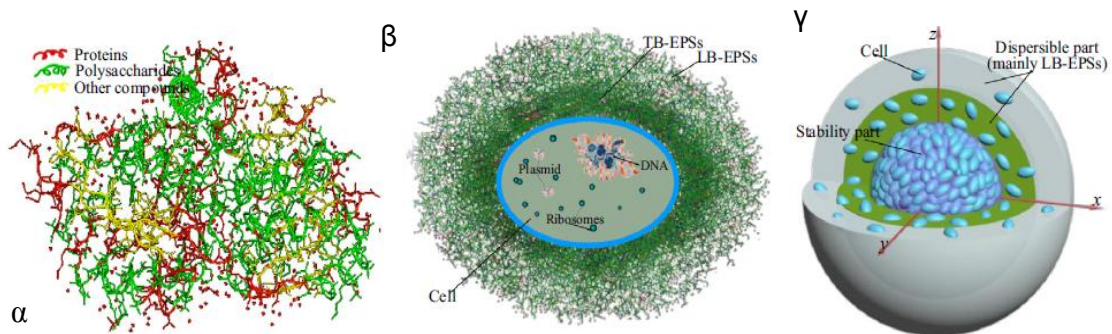 Proteins
Polysaccharides
Other compounds
α
β
TB-EPSs
LB-EPSs
Plasmid
DNA
Ribosomes
Cell
γ
z
Cell
Dispersible part
(mainly LB-EPSs)
Stability part
x
y